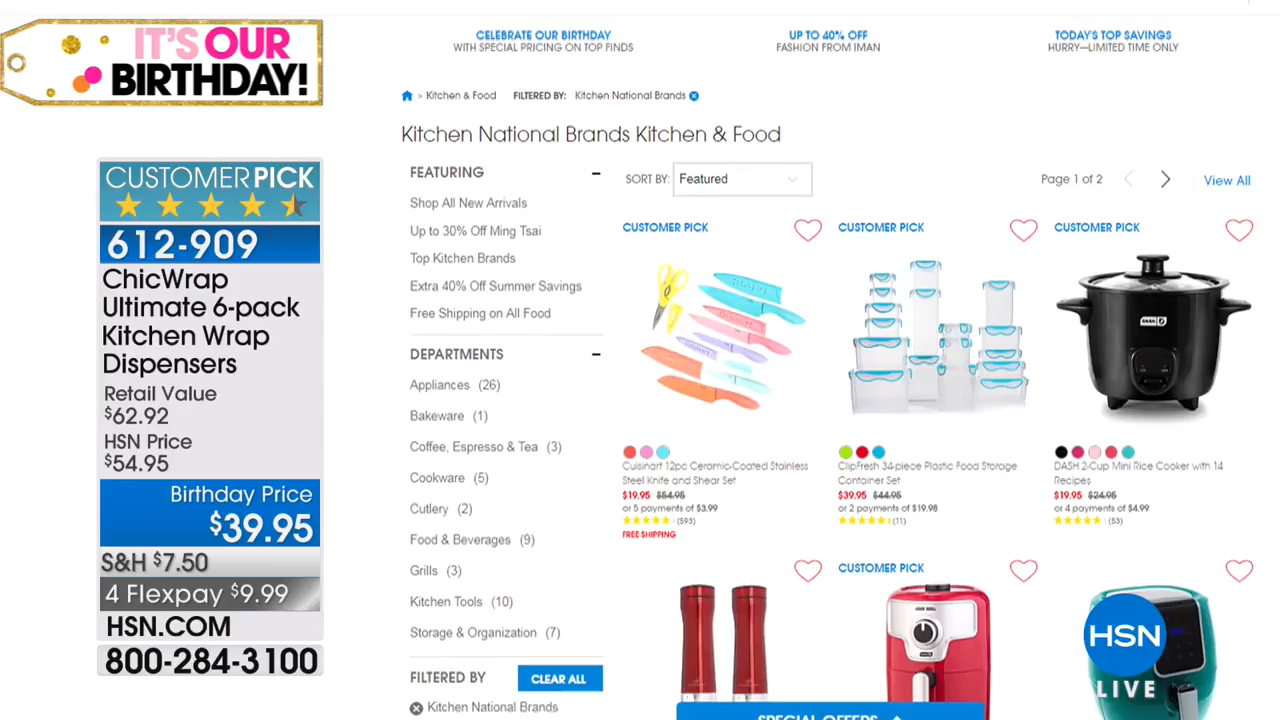 IT'S OUR
BIRTHDAY!
CUSTOMER PICK
612-909
ChicWrap
Ultimate 6-pack
Kitchen Wrap
Dispensers
Retail Value
$62.92
HSN Price
$54.95
Birthday Price
$39.95
S&H $7.50
4 Flexpay $9.99
HSN.COM
800-284-3100
CELEBRATE OUR BIRTHDAY
WITH SPECIAL PRICING ON TOP FINDS
UP TO 40% OFF
FASHION FROM IMAN
TODAY'S TOP SAVINGS
HURRY—LIMITED TIME ONLY
> Kitchen & Food FILTERED BY: Kitchen National Brands
Kitchen National Brands Kitchen & Food
FEATURING
Shop All New Arrivals
Up to 30% Off Ming Tsai
Top Kitchen Brands
Extra 40% Off Summer Savings
Free Shipping on All Food
DEPARTMENTS
Appliances (26)
Bakeware (1)
Coffee, Espresso & Tea (3)
Cookware (5)
Cutlery (2)
Food & Beverages (9)
Grills (3)
Kitchen Tools (10)
Storage & Organization (7)
FILTERED BY CLEAR ALL
Kitchen National Brands
SORT BY: Featured
Page 1 of 2
View All
CUSTOMER PICK
Cuisinart 12pc Ceramic-Coated Stainless
Steel Knife and Shear Set
$19.95 $54.95
or 5 payments of $3.99
(593)
FREE SHIPPING
CUSTOMER PICK
ClipFresh 34-piece Plastic Food Storage
Container Set
$39.95 $44.95
or 2 payments of $19.98
(11)
CUSTOMER PICK
DASH
DASH 2-Cup Mini Rice Cooker with 14
Recipes
$19.95 $24.95
or 4 payments of $4.99
(53)
CUSTOMER PICK
SPECIAL OFFERS
HSN
LIVE